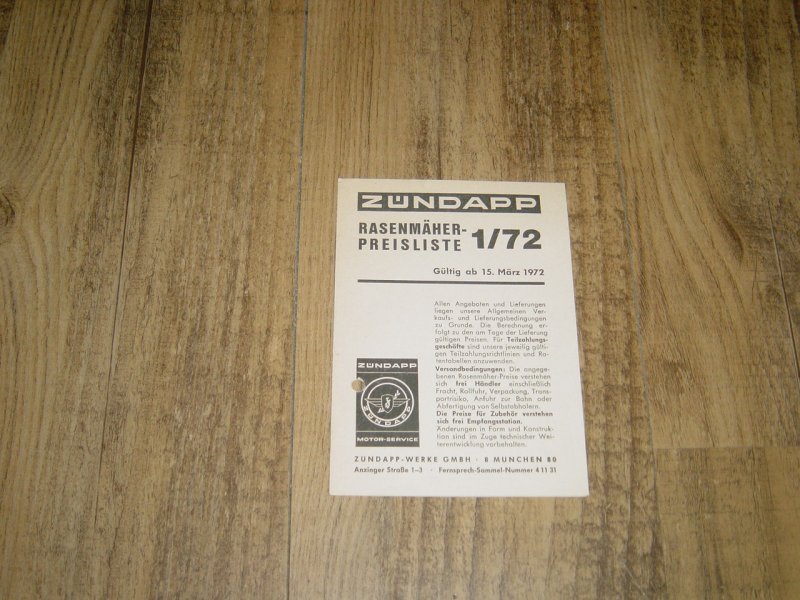 ZÜNDAPP
RASENMÄHER-
PREISLISTE 1/72
Gültig ab 15. März 1972
Allen Angeboten und Lieferungen
liegen unsere Allgemeinen Ver-
kaufs- und Lieferungsbedingungen
zu Grunde. Die Berechnung er-
folgt zu den am Tage der Lieferung
gültigen Preisen. Für Teilzahlungs-
geschäfte sind unsere jeweilig gülti-
gen Teilzahlungsrichtlinien und Ra-
tentabellen anzuwenden.
Versandbedingungen: Die angege-
benen Rasenmäher-Preise verstehen
sich frei Händler einschließlich
Fracht, Rollfuhr, Verpackung, Trans-
portrisiko, Anfuhr zur Bahn oder
Abfertigung von Selbstabholern.
Die Preise für Zubehör verstehen
sich frei Empfangsstation.
Änderungen in Form und Konstruk-
tion sind im Zuge technischer Wei-
terentwicklung vorbehalten.
ZÜNDAPP
ZÜNDAPP
MOTOR-SERVICE
ZÜNDAPP-WERKE GMBH · 8 MÜNCHEN 80
Anzinger Straße 1–3 · Fernsprech-Sammel-Nummer 4 11 31